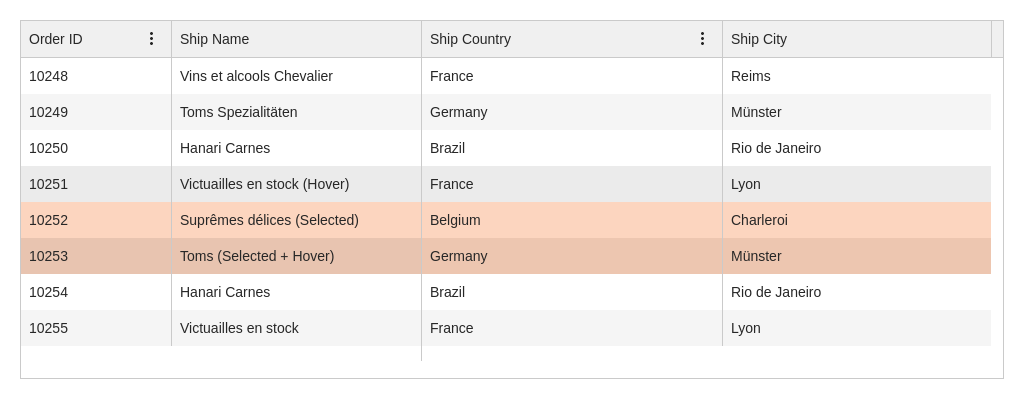 Order ID Ship Name Ship Country Ship City
10248 Vins et alcools Chevalier France Reims
10249 Toms Spezialitäten Germany Münster
10250 Hanari Carnes Brazil Rio de Janeiro
10251 Victuailles en stock (Hover) France Lyon
10252 Suprêmes délices (Selected) Belgium Charleroi
10253 Toms (Selected + Hover) Germany Münster
10254 Hanari Carnes Brazil Rio de Janeiro
10255 Victuailles en stock France Lyon